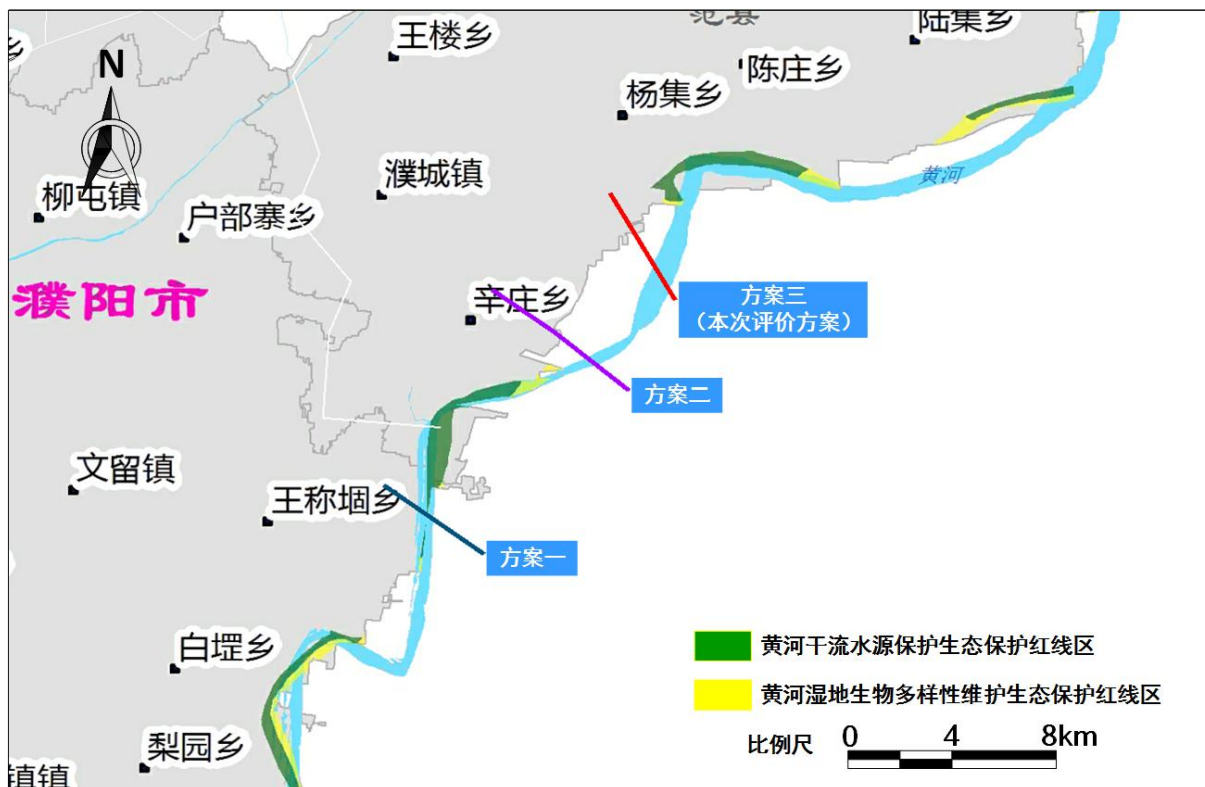 范县
陆集乡
王楼乡
乡
N
陈庄乡
杨集乡
濮城镇
黄河
柳屯镇
户部寨乡
濮阳市
辛庄乡
方案三
（本次评价方案）
方案二
文留镇
王称堌乡
方案一
白堽乡
黄河干流水源保护生态保护红线区
黄河湿地生物多样性维护生态保护红线区
梨园乡
比例尺 0 4 8km
镇镇